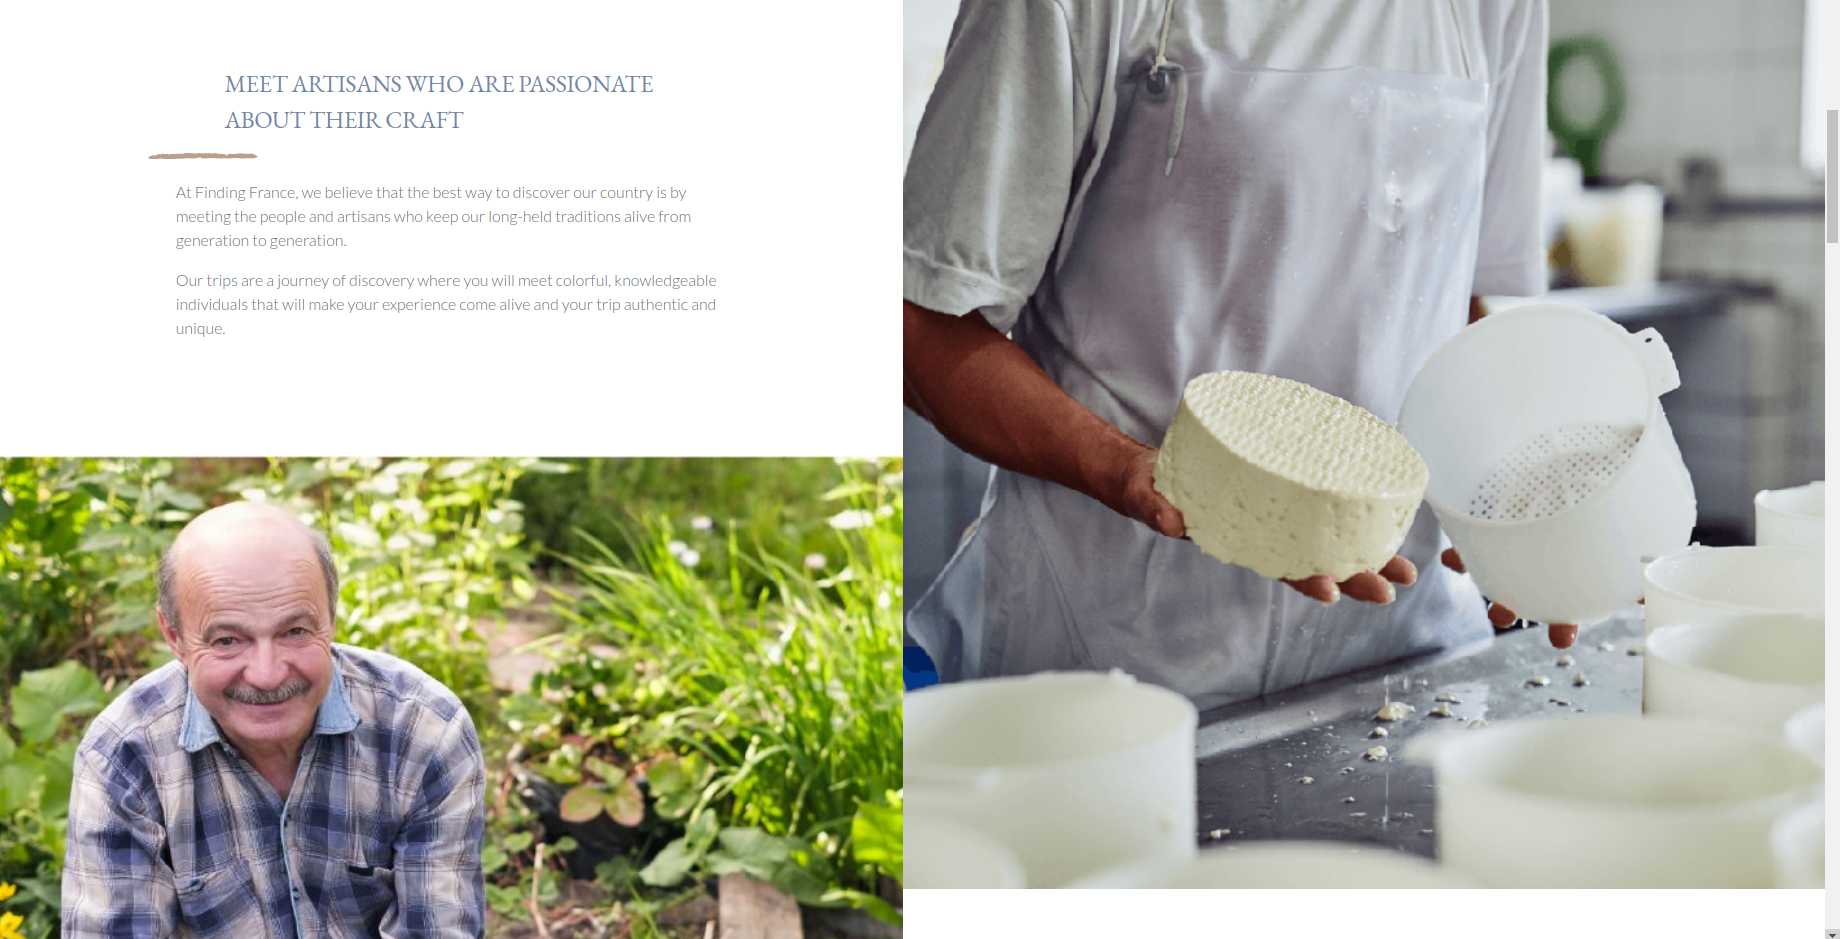 MEET ARTISANS WHO ARE PASSIONATE
ABOUT THEIR CRAFT
At Finding France, we believe that the best way to discover our country is by
meeting the people and artisans who keep our long-held traditions alive from
generation to generation.
Our trips are a journey of discovery where you will meet colorful, knowledgeable
individuals that will make your experience come alive and your trip authentic and
unique.